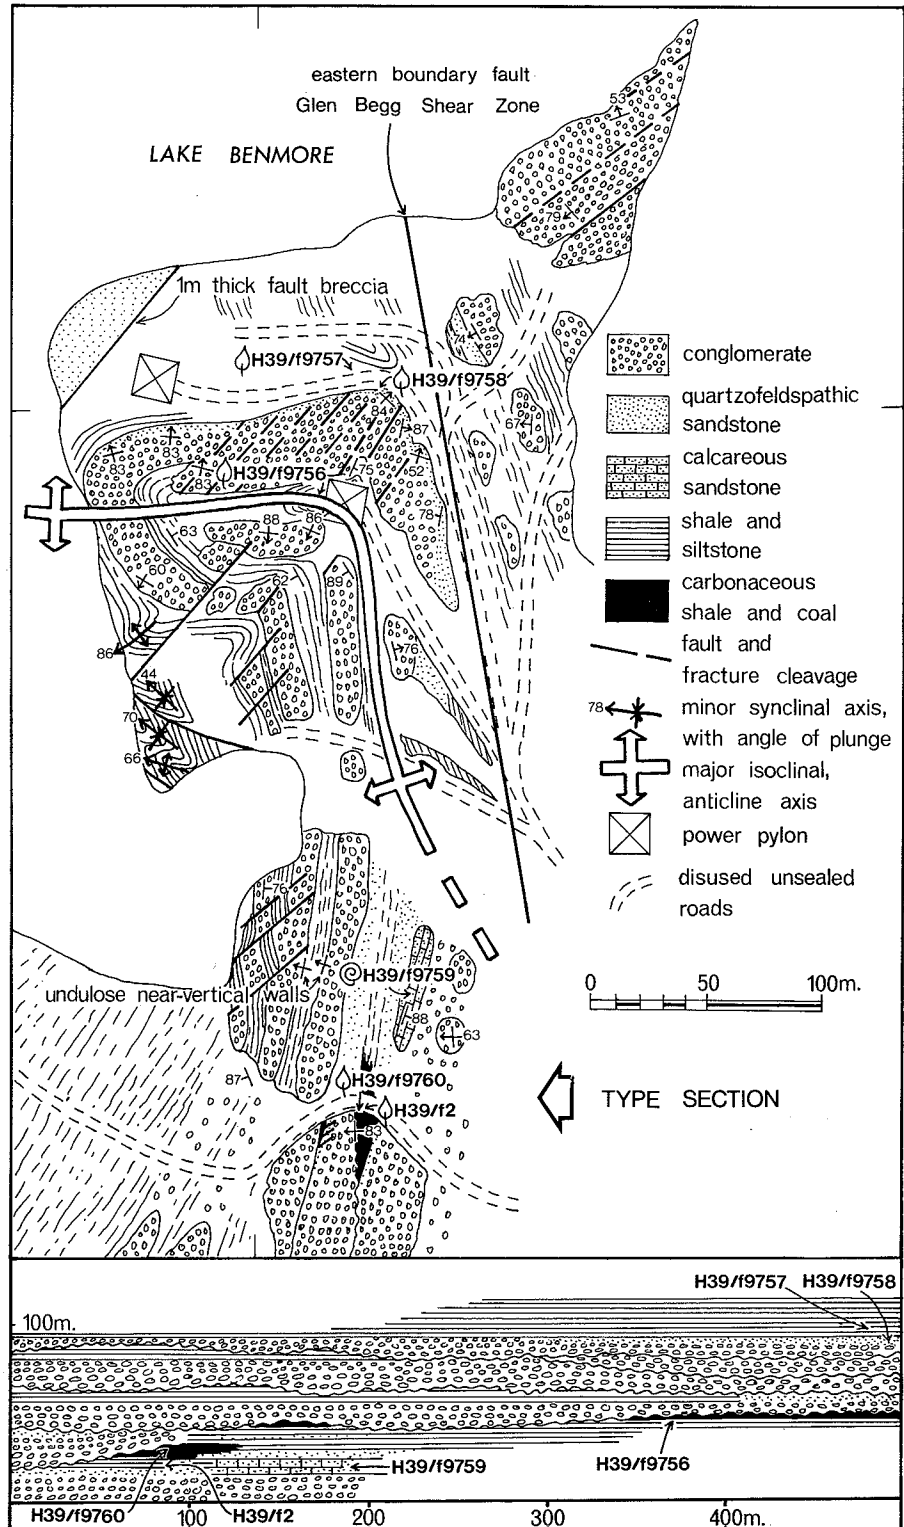 eastern boundary fault
Glen Begg Shear Zone
LAKE BENMORE
53
79
1m thick fault breccia
74
H39/f9757
H39/f9758
84
87
67
83
83
83
H39/f9756
75
52
78
63
88
86
60
62
89
86
76
44
70
66
conglomerate
quartzofeldspathic
sandstone
calcareous
sandstone
shale and
siltstone
carbonaceous
shale and coal
fault and
fracture cleavage
78
minor synclinal axis,
with angle of plunge
major isoclinal,
anticline axis
power pylon
disused unsealed
roads
0 50 100m.
76
undulose near-vertical walls
H39/f9759
88
63
87
H39/f9760
H39/f2
83
TYPE SECTION
H39/f9757 H39/f9758
100m.
H39/f9759
H39/f9756
H39/f9760
H39/f2
100 200 300 400m.